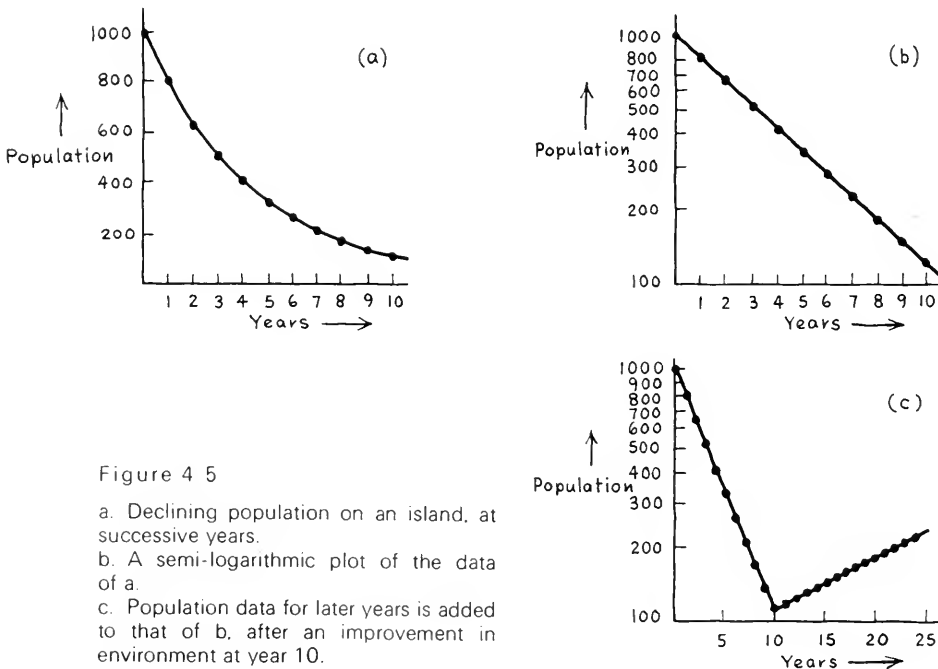 1000
800
600
400
200
Population
(a)
1 2 3 4 5 6 7 8 9 10
Years
1000
800
700
600
500
400
300
200
100
Population
(b)
1 2 3 4 5 6 7 8 9 10
Years
1000
900
800
700
600
500
400
300
200
100
Population
(c)
5 10 15 20 25
Years
Figure 4 5
a. Declining population on an island, at
successive years.
b. A semi-logarithmic plot of the data
of a.
c. Population data for later years is added
to that of b, after an improvement in
environment at year 10.